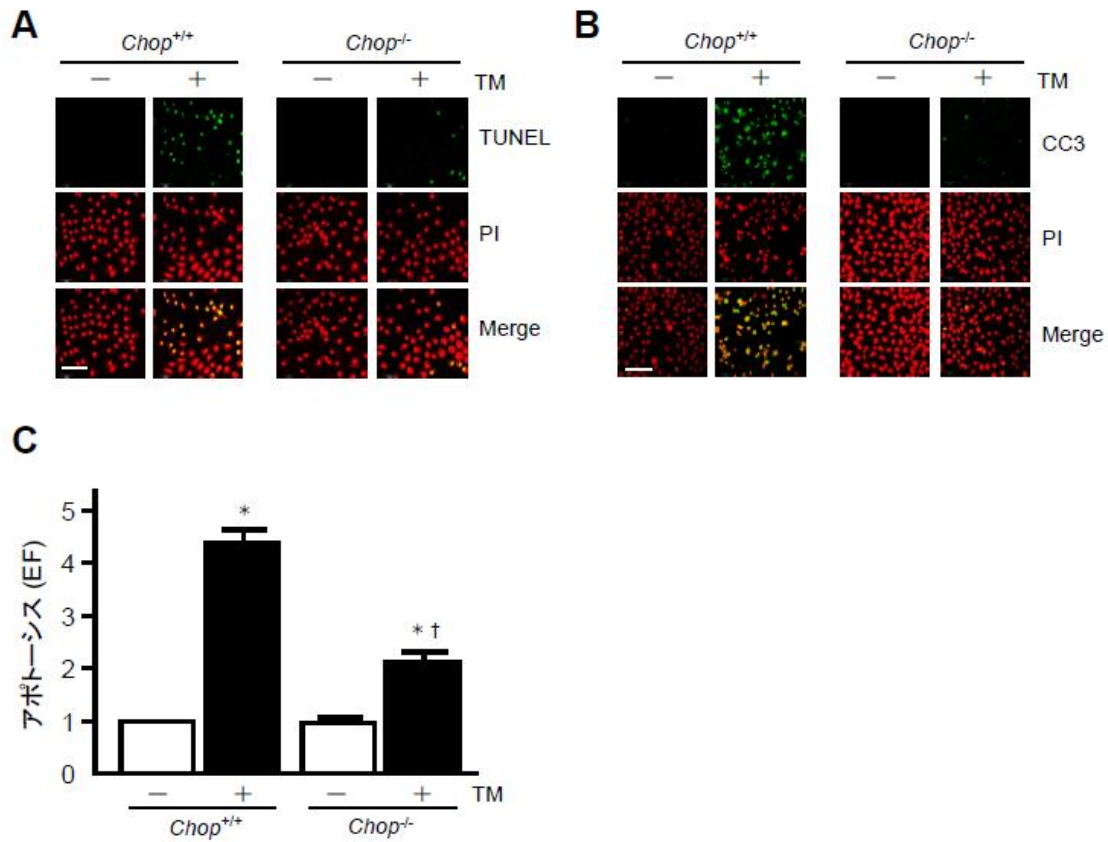 A
Chop+/+ Chop-/-
− + − + TM
TUNEL
PI
Merge
B
Chop+/+ Chop-/-
− + − + TM
CC3
PI
Merge
C
アポトーシス (EF)
5
4
3
2
1
0
*
* †
− + − + TM
Chop+/+ Chop-/-